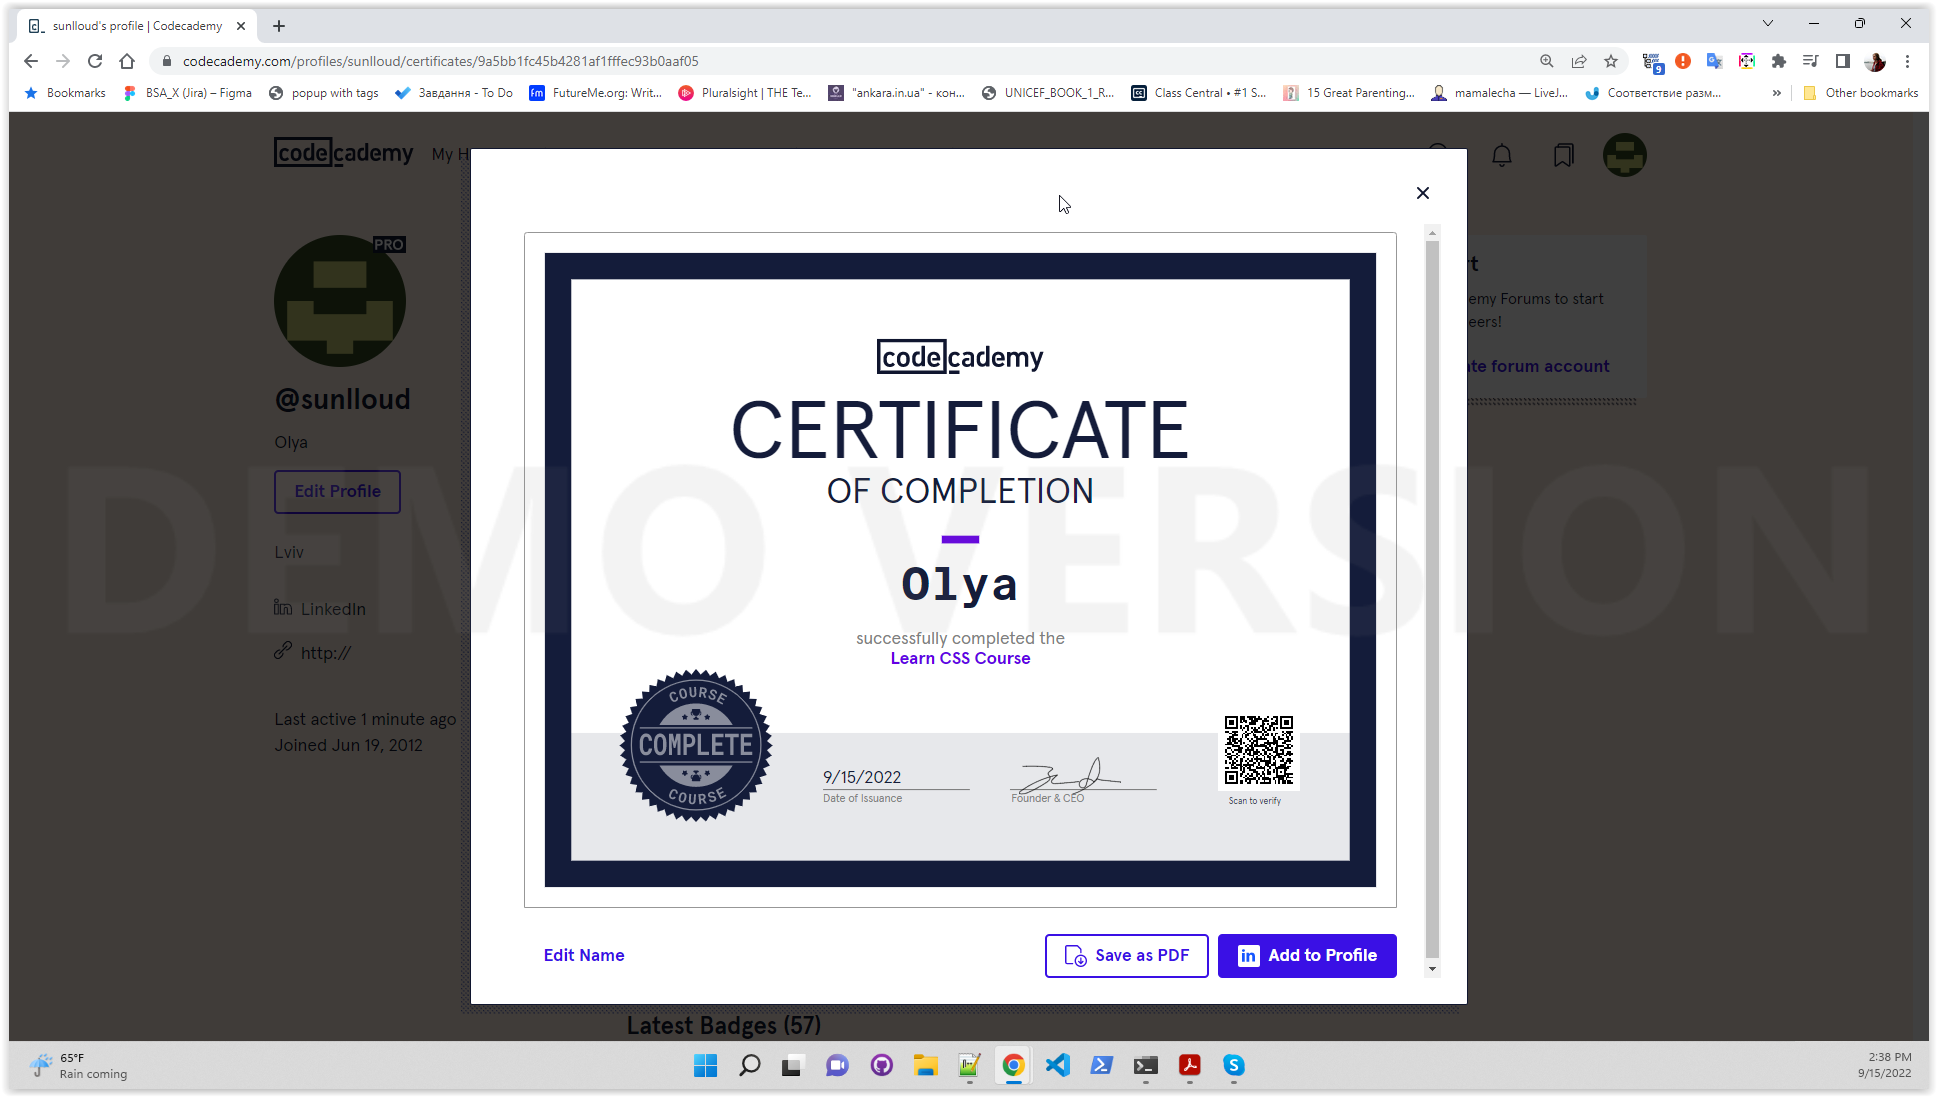 sunlloud's profile | Codecademy
codecademy.com/profiles/sunlloud/certificates/9a5bb1fc45b4281af1fffec93b0aaf05
9
Bookmarks
BSA_X (Jira) – Figma
popup with tags
Завдання - To Do
fm
FutureMe.org: Writ...
Pluralsight | THE Te...
"ankara.in.ua" - кон...
UNICEF_BOOK_1_R...
Class Central • #1 S...
15 Great Parenting...
mamalecha — LiveJ...
Соответствие разм...
»
Other bookmarks
codecademy
My H
PRO
@sunlloud
Olya
Edit Profile
Lviv
LinkedIn
http://
Last active 1 minute ago
Joined Jun 19, 2012
codecademy
CERTIFICATE
OF COMPLETION
Olya
successfully completed the
Learn CSS Course
COURSE
COMPLETE
COURSE
9/15/2022
Date of Issuance
Founder & CEO
Scan to verify
Edit Name
Save as PDF
in Add to Profile
rt
emy Forums to start
eers!
te forum account
Latest Badges (57)
DEMO VERSION
65°F
Rain coming
2:38 PM
9/15/2022